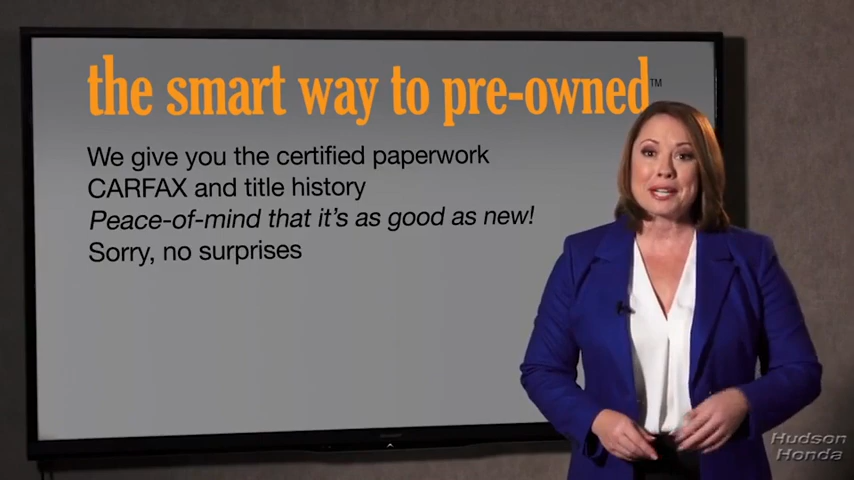 the smart way to pre-owned™
We give you the certified paperwork
CARFAX and title history
Peace-of-mind that it's as good as new!
Sorry, no surprises
Hudson
Honda